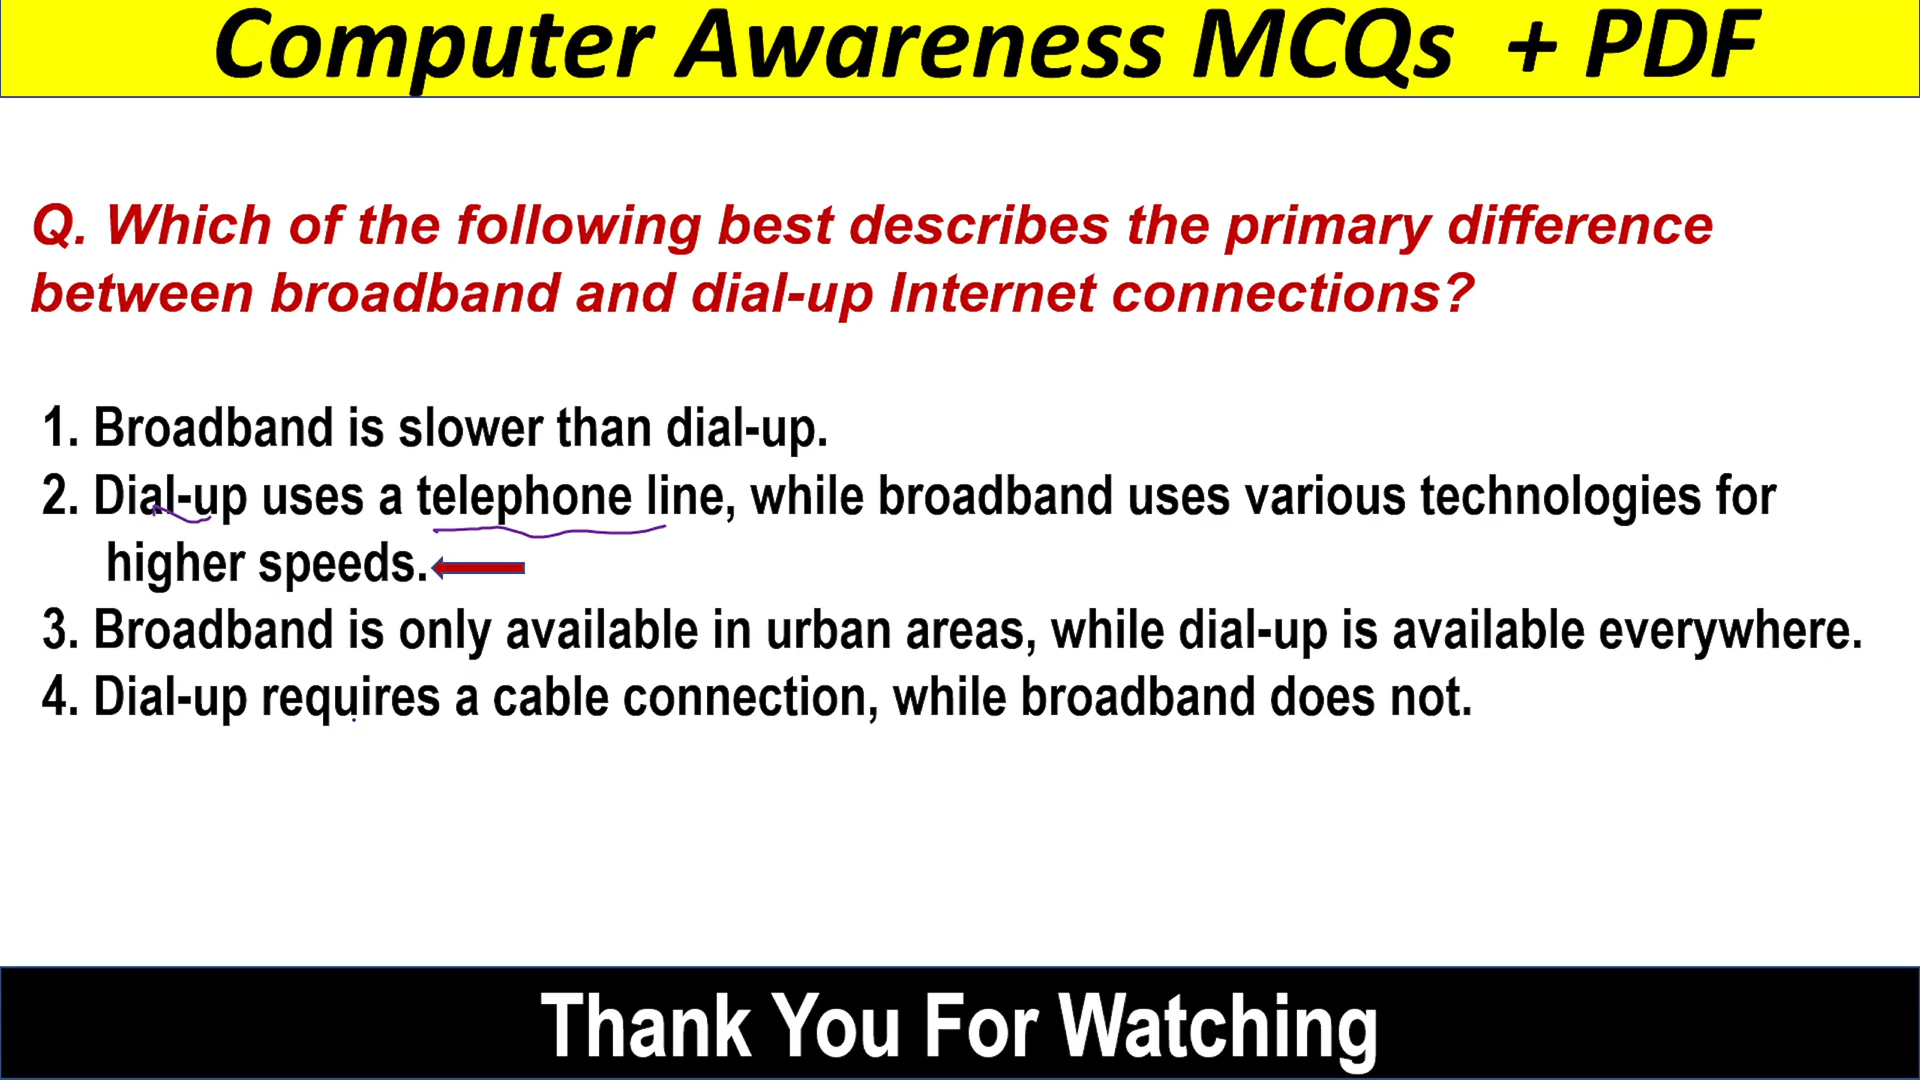 Computer Awareness MCQs + PDF
Q. Which of the following best describes the primary difference
between broadband and dial-up Internet connections?
1. Broadband is slower than dial-up.
2. Dial-up uses a telephone line, while broadband uses various technologies for
higher speeds.
3. Broadband is only available in urban areas, while dial-up is available everywhere.
4. Dial-up requires a cable connection, while broadband does not.
Thank You For Watching